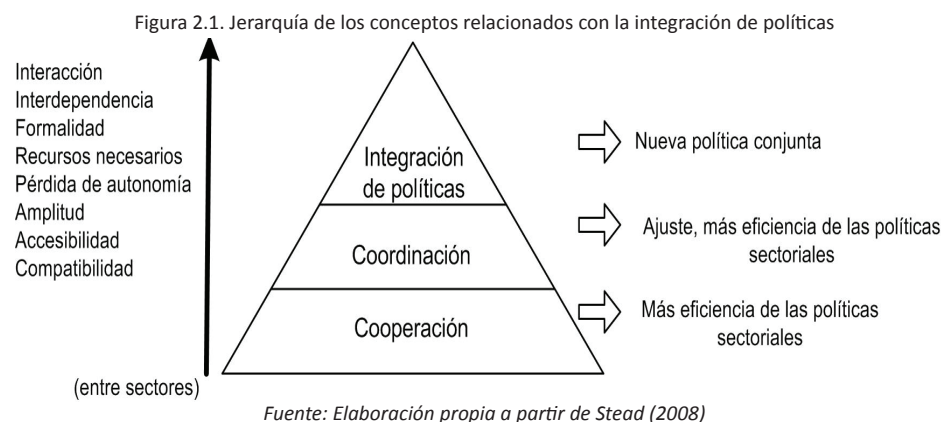 Figura 2.1. Jerarquía de los conceptos relacionados con la integración de políticas
Interacción
Interdependencia
Formalidad
Recursos necesarios
Pérdida de autonomía
Amplitud
Accesibilidad
Compatibilidad
(entre sectores)
Integración
de políticas
Coordinación
Cooperación
Nueva política conjunta
Ajuste, más eficiencia de las políticas
sectoriales
Más eficiencia de las políticas
sectoriales
Fuente: Elaboración propia a partir de Stead (2008)